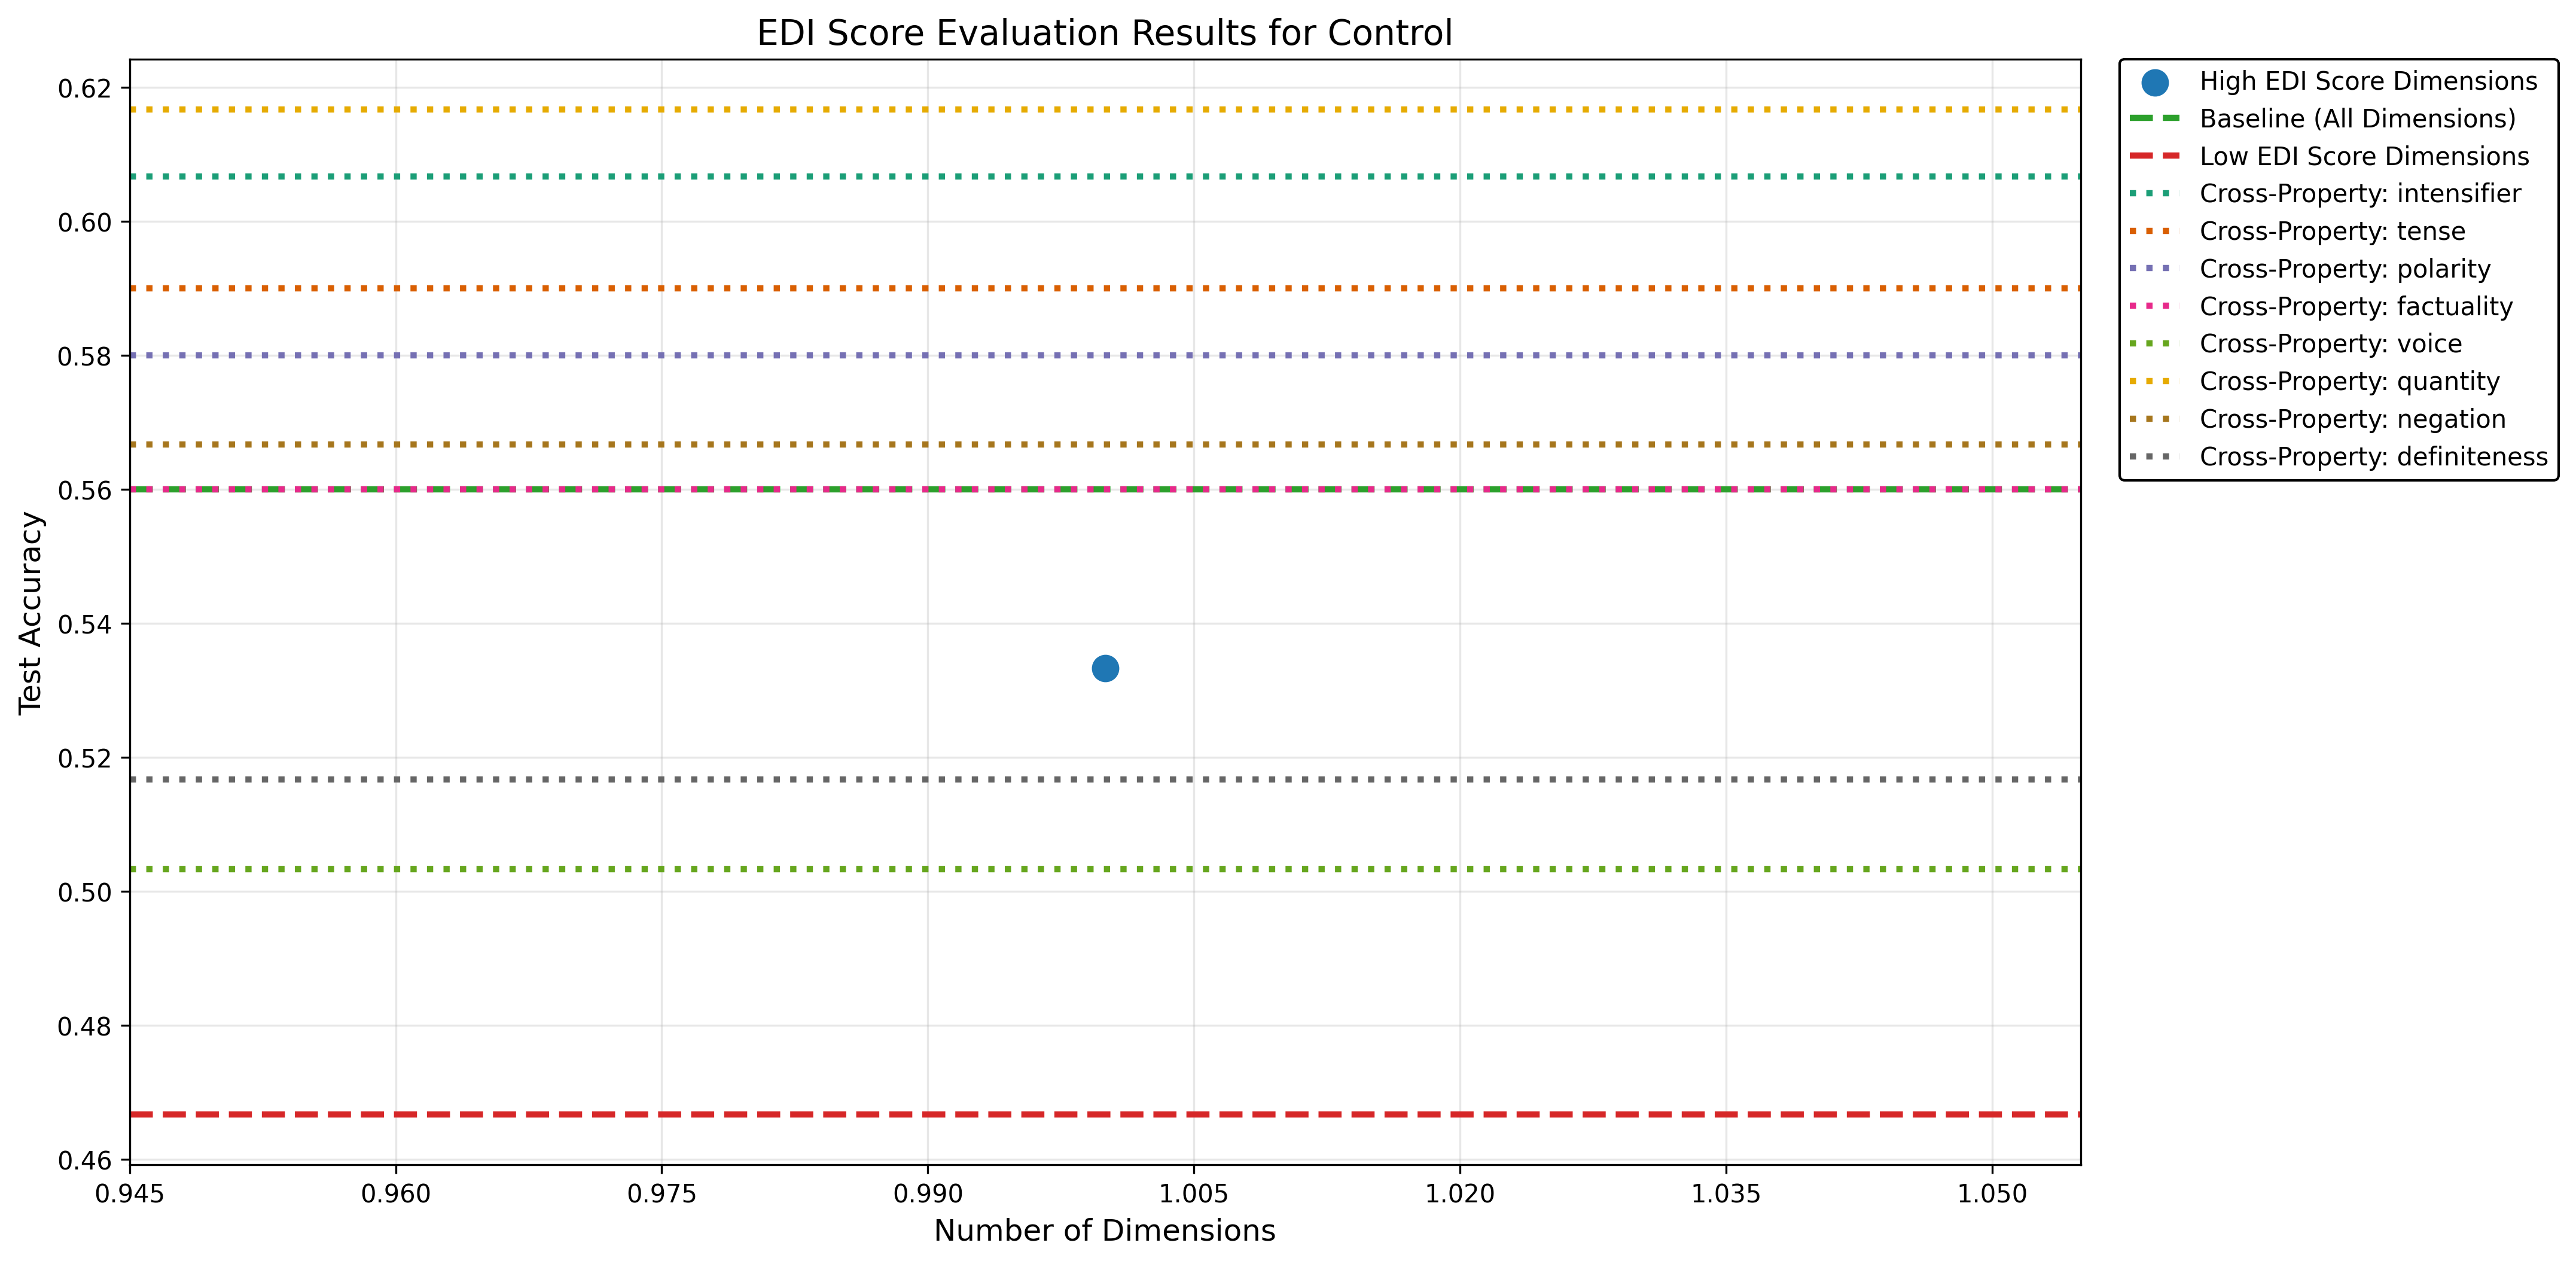 EDI Score Evaluation Results for Control
Test Accuracy
0.62
0.60
0.58
0.56
0.54
0.52
0.50
0.48
0.46
0.945
0.960
0.975
0.990
1.005
1.020
1.035
1.050
Number of Dimensions
High EDI Score Dimensions
Baseline (All Dimensions)
Low EDI Score Dimensions
Cross-Property: intensifier
Cross-Property: tense
Cross-Property: polarity
Cross-Property: factuality
Cross-Property: voice
Cross-Property: quantity
Cross-Property: negation
Cross-Property: definiteness